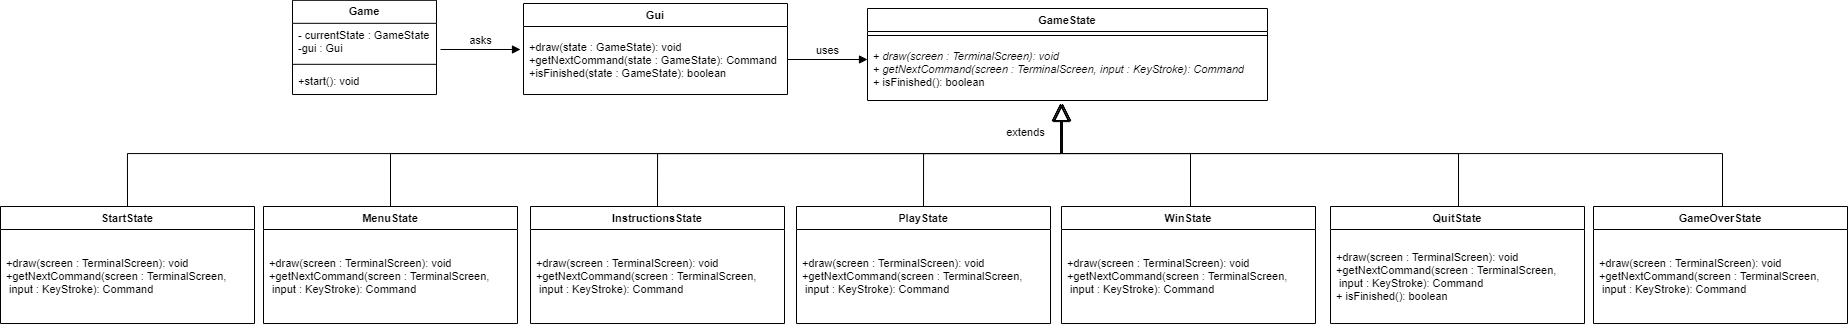 Game
- currentState : GameState
-gui : Gui
+start(): void
asks
Gui
+draw(state : GameState): void
+getNextCommand(state : GameState): Command
+isFinished(state : GameState): boolean
uses
GameState
+ draw(screen : TerminalScreen): void
+ getNextCommand(screen : TerminalScreen, input : KeyStroke): Command
+ isFinished(): boolean
extends
StartState
+draw(screen : TerminalScreen): void
+getNextCommand(screen : TerminalScreen,
input : KeyStroke): Command
MenuState
+draw(screen : TerminalScreen): void
+getNextCommand(screen : TerminalScreen,
input : KeyStroke): Command
InstructionsState
+draw(screen : TerminalScreen): void
+getNextCommand(screen : TerminalScreen,
input : KeyStroke): Command
PlayState
+draw(screen : TerminalScreen): void
+getNextCommand(screen : TerminalScreen,
input : KeyStroke): Command
WinState
+draw(screen : TerminalScreen): void
+getNextCommand(screen : TerminalScreen,
input : KeyStroke): Command
QuitState
+draw(screen : TerminalScreen): void
+getNextCommand(screen : TerminalScreen,
input : KeyStroke): Command
+ isFinished(): boolean
GameOverState
+draw(screen : TerminalScreen): void
+getNextCommand(screen : TerminalScreen,
input : KeyStroke): Command